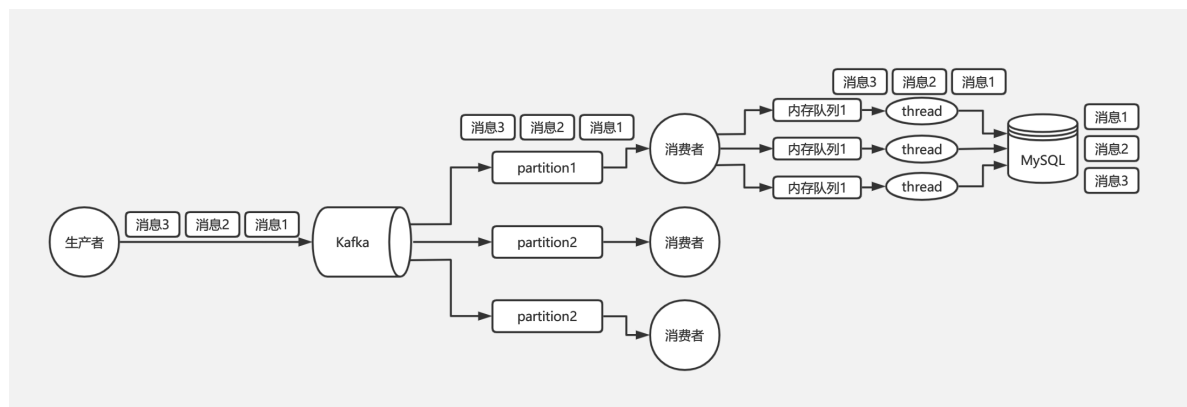 消息3 消息2 消息1
内存队列1 thread
消息3 消息2 消息1
消费者
消息1
partition1
内存队列1 thread
MySQL
消息2
内存队列1 thread
消息3
生产者
消息3 消息2 消息1
Kafka
partition2
消费者
partition2
消费者